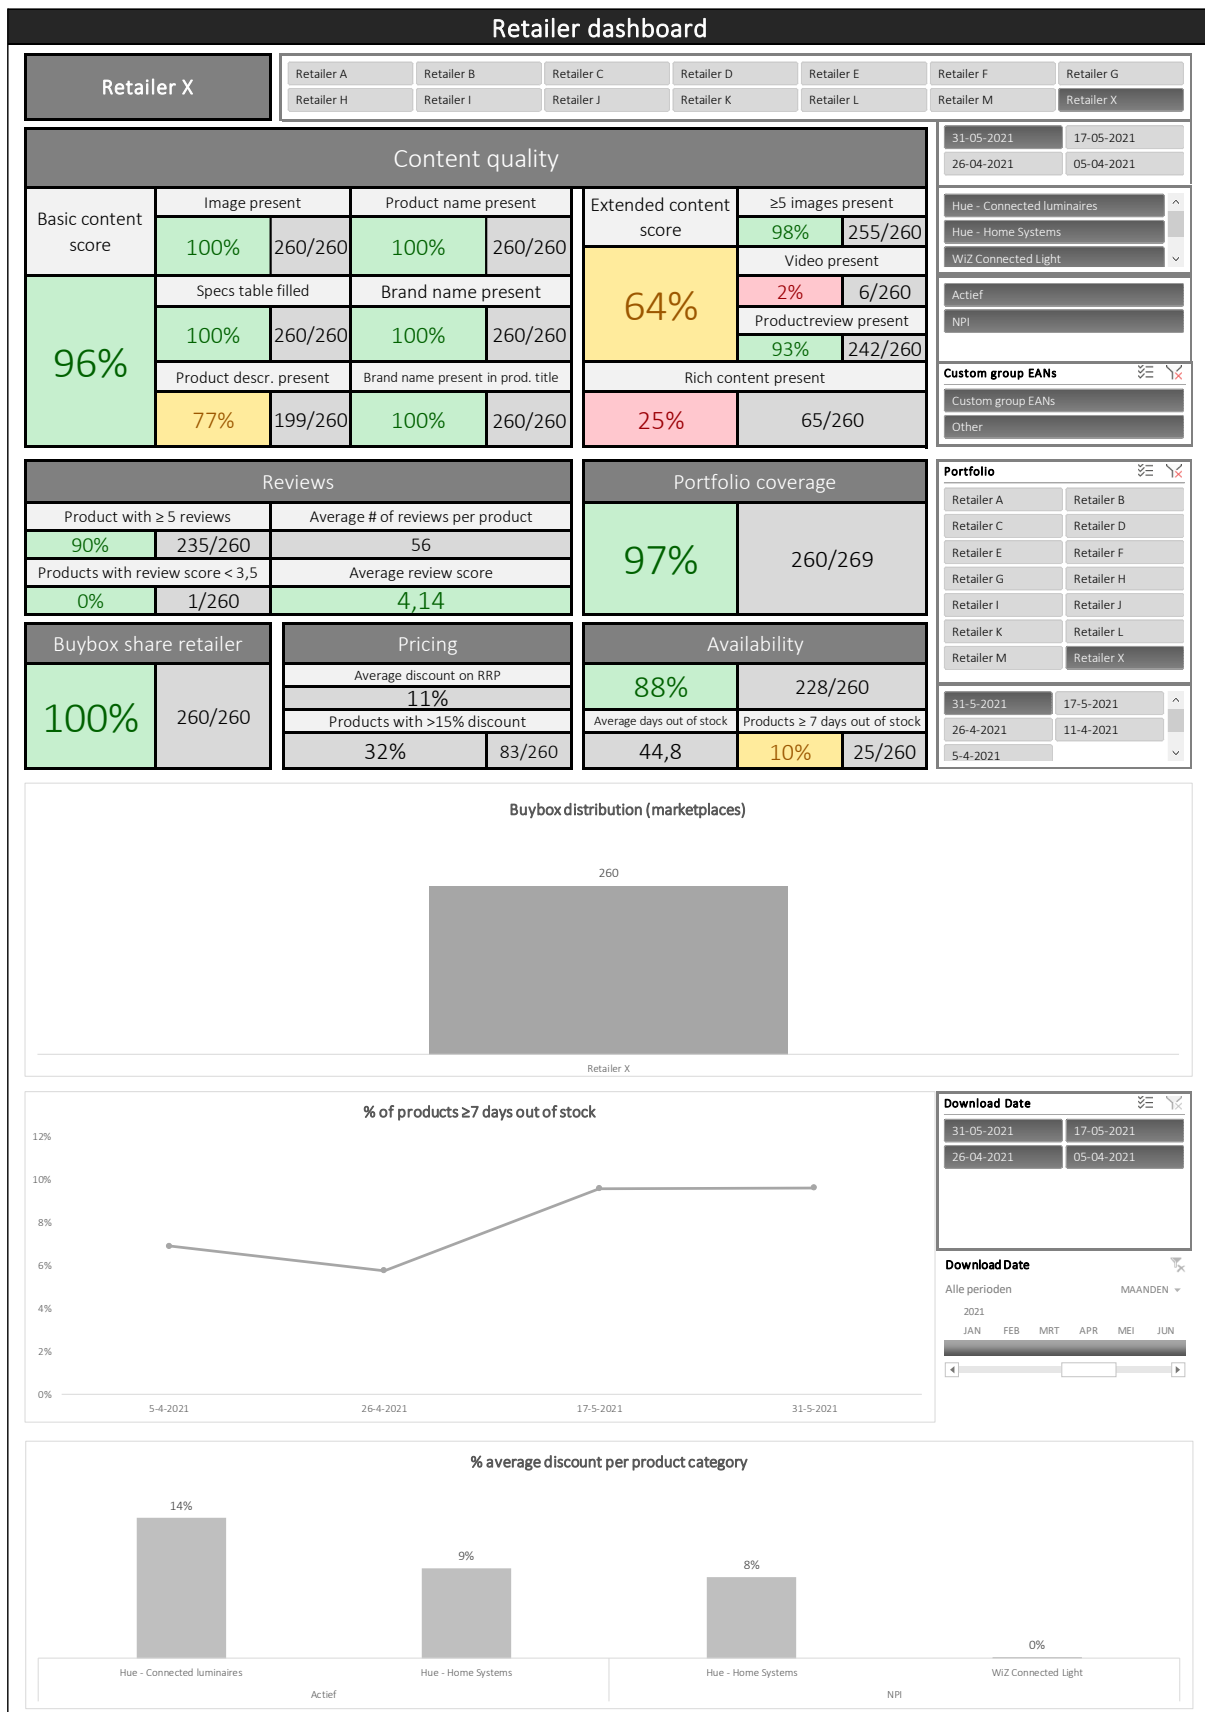 Retailer dashboard
Retailer X
Retailer A Retailer B Retailer C Retailer D Retailer E Retailer F Retailer G
Retailer H Retailer I Retailer J Retailer K Retailer L Retailer M Retailer X
Content quality
Basic content score
96%
Image present
100% 260/260
Product name present
100% 260/260
Specs table filled
100% 260/260
Brand name present
100% 260/260
Product descr. present
77% 199/260
Brand name present in prod. title
100% 260/260
Extended content score
64%
≥5 images present
98% 255/260
Video present
2% 6/260
Productreview present
93% 242/260
Rich content present
25% 65/260
31-05-2021 17-05-2021
26-04-2021 05-04-2021
Hue - Connected luminaires
Hue - Home Systems
WiZ Connected Light
Actief
NPI
Custom group EANs
Custom group EANs
Other
Reviews
Product with ≥ 5 reviews Average # of reviews per product
90% 235/260 56
Products with review score < 3,5 Average review score
0% 1/260 4,14
Portfolio coverage
97% 260/269
Portfolio
Retailer A Retailer B
Retailer C Retailer D
Retailer E Retailer F
Retailer G Retailer H
Retailer I Retailer J
Retailer K Retailer L
Retailer M Retailer X
Buybox share retailer
100% 260/260
Pricing
Average discount on RRP
11%
Products with >15% discount
32% 83/260
Availability
88% 228/260
Average days out of stock Products ≥ 7 days out of stock
44,8 10% 25/260
31-5-2021 17-5-2021
26-4-2021 11-4-2021
5-4-2021
Buybox distribution (marketplaces)
260
Retailer X
% of products ≥7 days out of stock
12%
10%
8%
6%
4%
2%
0%
5-4-2021 26-4-2021 17-5-2021 31-5-2021
Download Date
31-05-2021 17-05-2021
26-04-2021 05-04-2021
Download Date
Alle perioden MAANDEN
2021
JAN FEB MRT APR MEI JUN
% average discount per product category
14%
9%
8%
0%
Hue - Connected luminaires Hue - Home Systems Hue - Home Systems WiZ Connected Light
Actief NPI